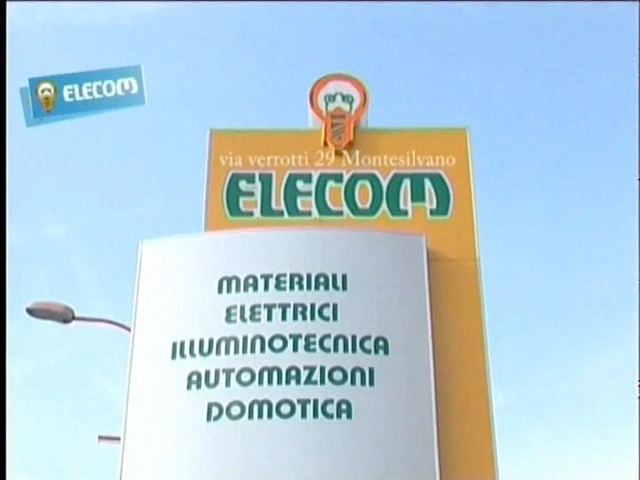 ELECOM
via verrotti 29 Montesilvano
ELECOM
MATERIALI
ELETTRICI
ILLUMINOTECNICA
AUTOMAZIONI
DOMOTICA